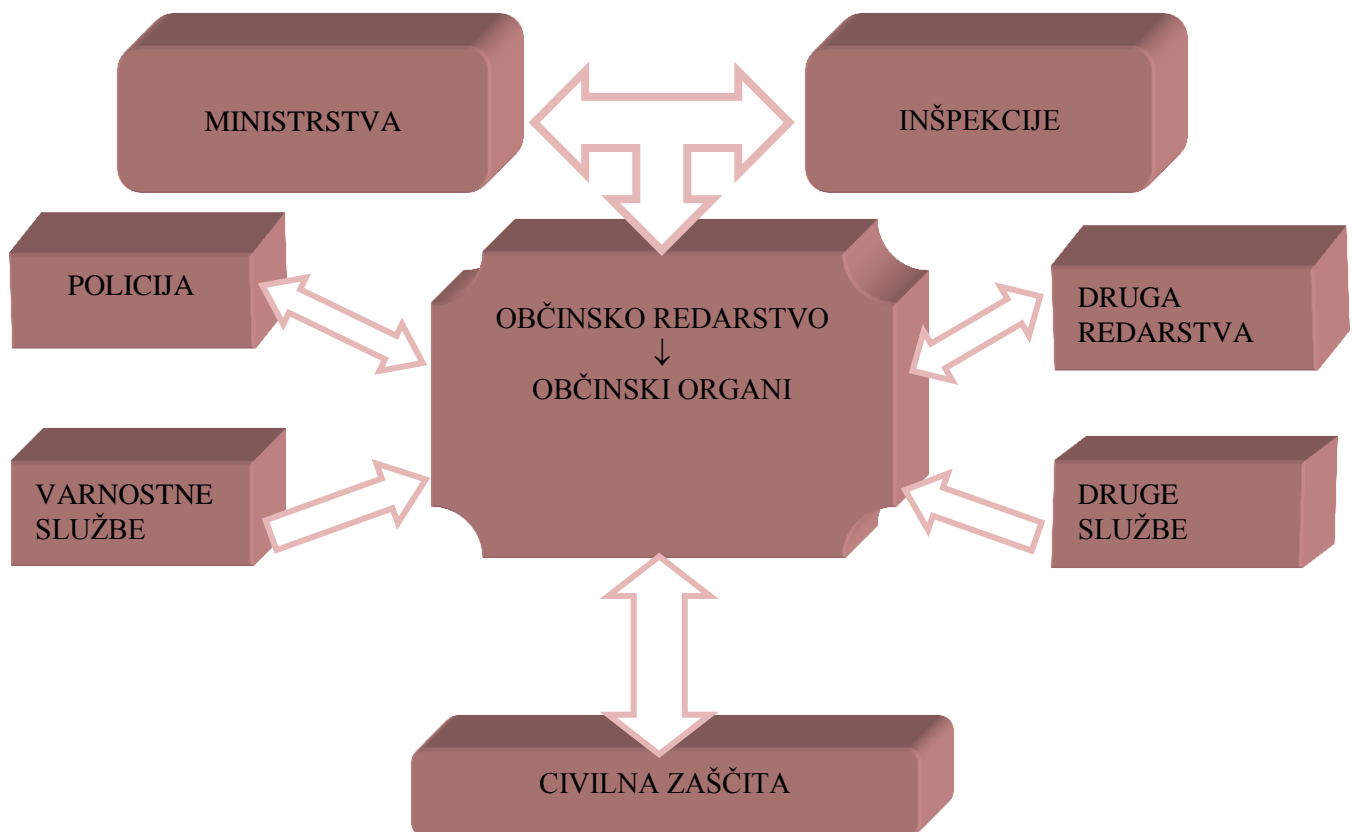 MINISTRSTVA
INŠPEKCIJE
POLICIJA
OBČINSKO REDARSTVO
↓
OBČINSKI ORGANI
DRUGA
REDARSTVA
VARNOSTNE
SLUŽBE
DRUGE
SLUŽBE
CIVILNA ZAŠČITA